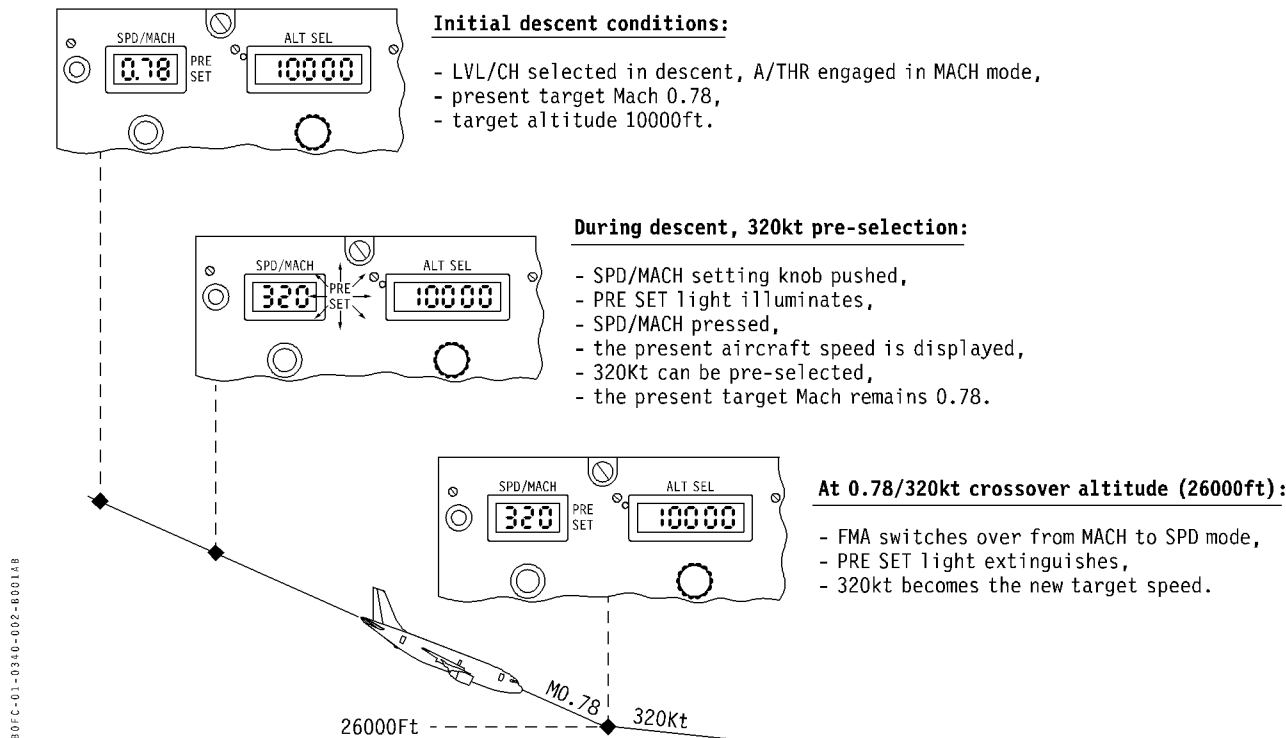 Initial descent conditions:
SPD/MACH
ALT SEL
0.78
PRE
SET
10000
- LVL/CH selected in descent, A/THR engaged in MACH mode,
- present target Mach 0.78,
- target altitude 10000ft.
During descent, 320kt pre-selection:
SPD/MACH
ALT SEL
320
PRE
SET
10000
- SPD/MACH setting knob pushed,
- PRE SET light illuminates,
- SPD/MACH pressed,
- the present aircraft speed is displayed,
- 320Kt can be pre-selected,
- the present target Mach remains 0.78.
At 0.78/320kt crossover altitude (26000ft):
SPD/MACH
ALT SEL
320
PRE
SET
10000
- FMA switches over from MACH to SPD mode,
- PRE SET light extinguishes,
- 320kt becomes the new target speed.
M0.78
320Kt
26000Ft
BOFC-01-0340-002-B001AB